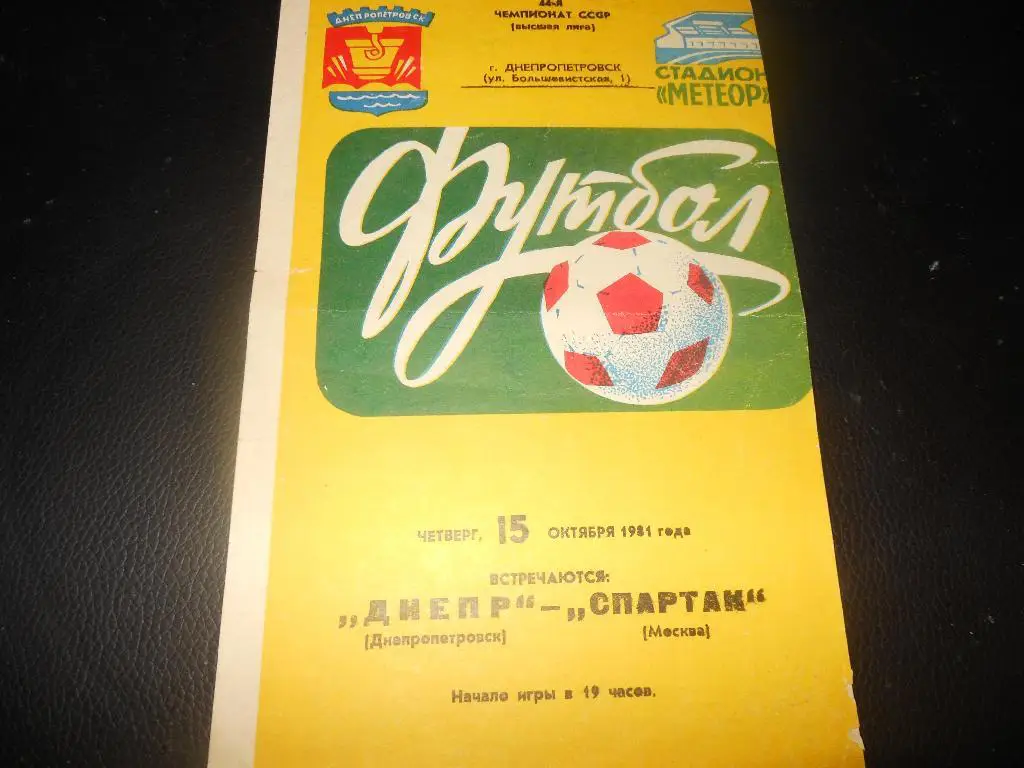 ДНЕПРОПЕТРОВСК
44-й
ЧЕМПИОНАТ СССР
(высшая лига)
г. ДНЕПРОПЕТРОВСК
(ул. Большевистская, 1)
СТАДИОН
«МЕТЕОР»
Футбол
ЧЕТВЕРГ, 15 ОКТЯБРЯ 1981 года
ВСТРЕЧАЮТСЯ:
„ДНЕПР“ — „СПАРТАК“
(Днепропетровск) (Москва)
Начало игры в 19 часов.